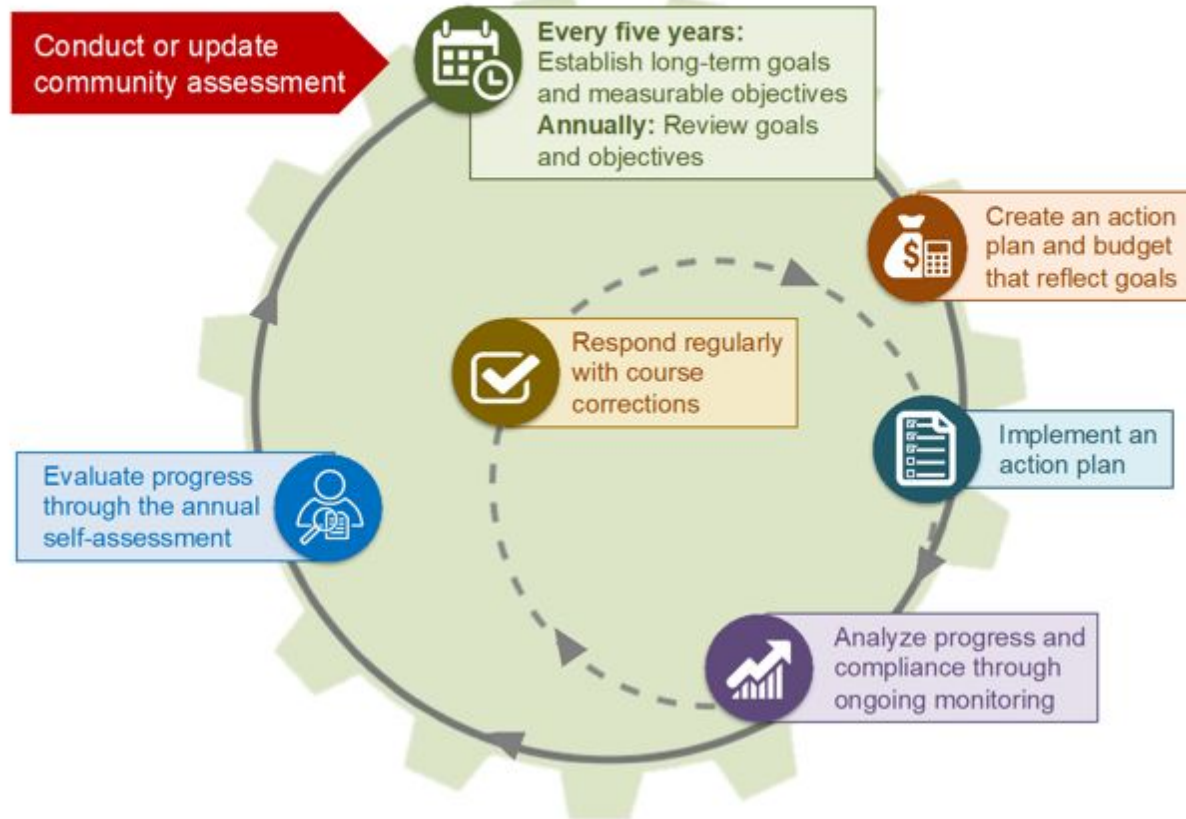 Conduct or update
community assessment
Every five years:
Establish long-term goals
and measurable objectives
Annually: Review goals
and objectives
Create an action
plan and budget
that reflect goals
Respond regularly
with course
corrections
Implement an
action plan
Evaluate progress
through the annual
self-assessment
Analyze progress and
compliance through
ongoing monitoring
$